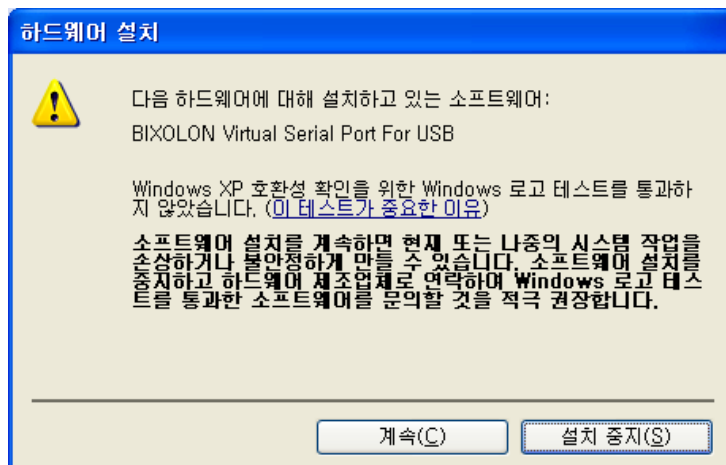 하드웨어 설치
다음 하드웨어에 대해 설치하고 있는 소프트웨어:
BIXOLON Virtual Serial Port For USB
Windows XP 호환성 확인을 위한 Windows 로고 테스트를 통과하
지 않았습니다. (이 테스트가 중요한 이유)
소프트웨어 설치를 계속하면 현재 또는 나중의 시스템 작업을
손상하거나 불안정하게 만들 수 있습니다. 소프트웨어 설치를
중지하고 하드웨어 제조업체로 연락하여 Windows 로고 테스
트를 통과한 소프트웨어를 문의할 것을 적극 권장합니다.
계속(C)
설치 중지(S)